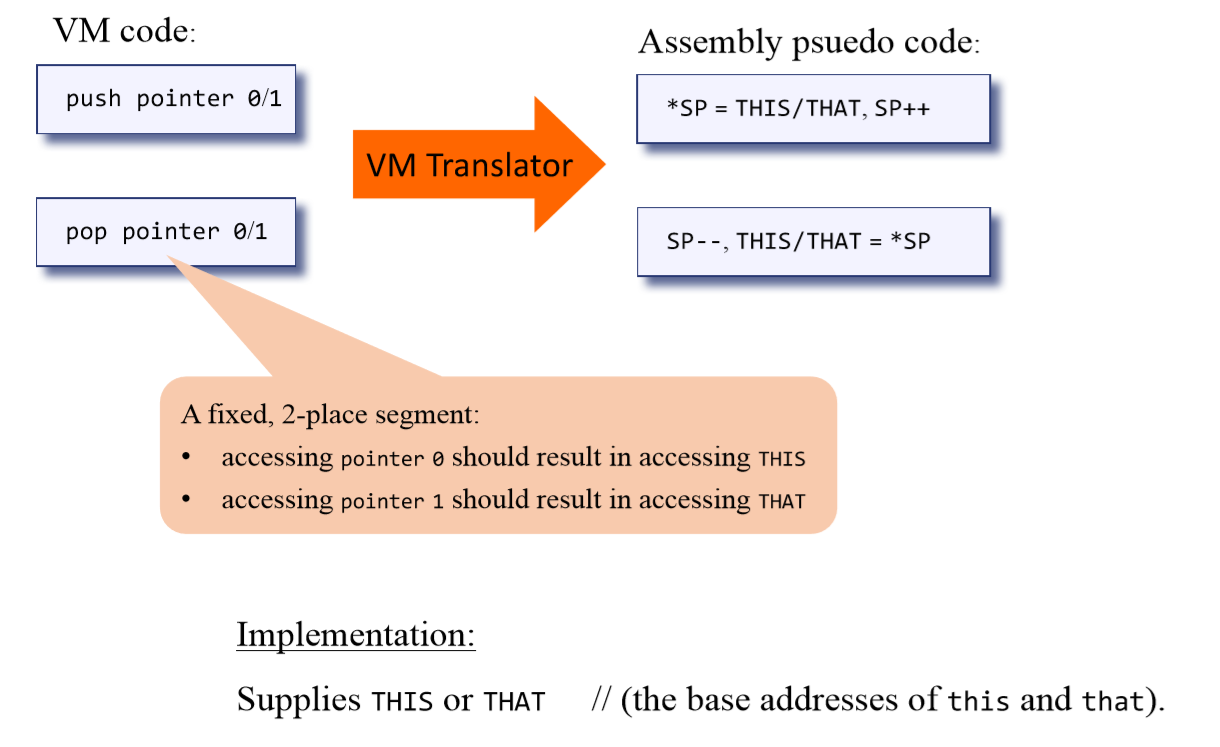 VM code:
Assembly psuedo code:
push pointer 0/1
*SP = THIS/THAT, SP++
VM Translator
pop pointer 0/1
SP--, THIS/THAT = *SP
A fixed, 2-place segment:
• accessing pointer 0 should result in accessing THIS
• accessing pointer 1 should result in accessing THAT
Implementation:
Supplies THIS or THAT // (the base addresses of this and that).